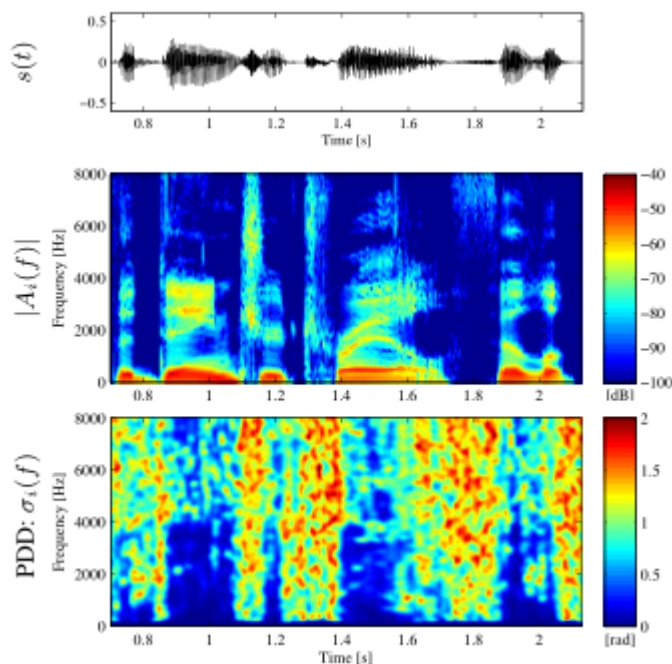 s(t)
0.5
0
−0.5
0.8 1 1.2 1.4 1.6 1.8 2
Time [s]
|A_i(f)|
Frequency [Hz]
8000
6000
4000
2000
0
0.8 1 1.2 1.4 1.6 1.8 2
−40
−50
−60
−70
−80
−90
−100
[dB]
PDD: σ_i(f)
Frequency [Hz]
8000
6000
4000
2000
0
0.8 1 1.2 1.4 1.6 1.8 2
Time [s]
2
1.5
1
0.5
0
[rad]